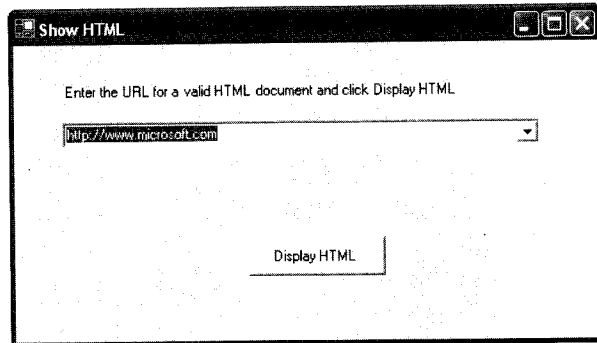 Show HTML
Enter the URL for a valid HTML document and click Display HTML
http://www.microsoft.com
Display HTML